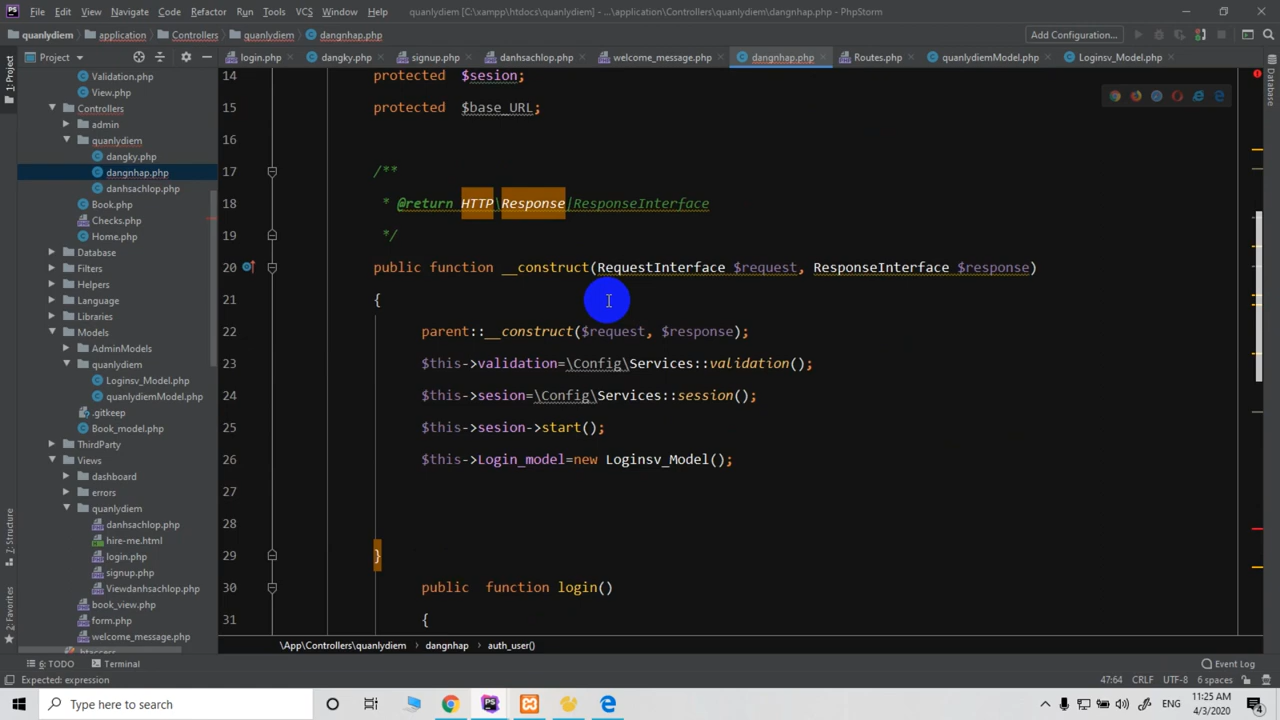 File Edit View Navigate Code Refactor Run Tools VCS Window Help quanlydiem [C:\xampp\htdocs\quanlydiem] - ...\application\Controllers\quanlydiem\dangnhap.php - PhpStorm
quanlydiem application Controllers quanlydiem dangnhap.php Add Configuration...
Project login.php dangky.php signup.php danhsachlop.php welcome_message.php dangnhap.php Routes.php quanlydiemModel.php Loginsv_Model.php
1: Project
7: Structure
2: Favorites
Database
Validation.php
View.php
Controllers
admin
quanlydiem
dangky.php
dangnhap.php
danhsachlop.php
Book.php
Checks.php
Home.php
Database
Filters
Helpers
Language
Libraries
Models
AdminModels
quanlydiem
Loginsv_Model.php
quanlydiemModel.php
.gitkeep
Book_model.php
ThirdParty
Views
dashboard
errors
quanlydiem
danhsachlop.php
hire-me.html
login.php
signup.php
Viewdanhsachlop.php
book_view.php
form.php
welcome_message.php
.htaccess
14 protected $sesion;
15 protected $base_URL;
16
17 /**
18 * @return HTTP\Response|ResponseInterface
19 */
20 public function __construct(RequestInterface $request, ResponseInterface $response)
21 {
22 parent::__construct($request, $response);
23 $this->validation=\Config\Services::validation();
24 $this->sesion=\Config\Services::session();
25 $this->sesion->start();
26 $this->Login_model=new Loginsv_Model();
27
28
29 }
30 public function login()
31 {
\App\Controllers\quanlydiem dangnhap auth_user()
6: TODO Terminal Event Log
Expected: expression 47:64 CRLF UTF-8 6 spaces
Type here to search ENG 11:25 AM
4/3/2020 4